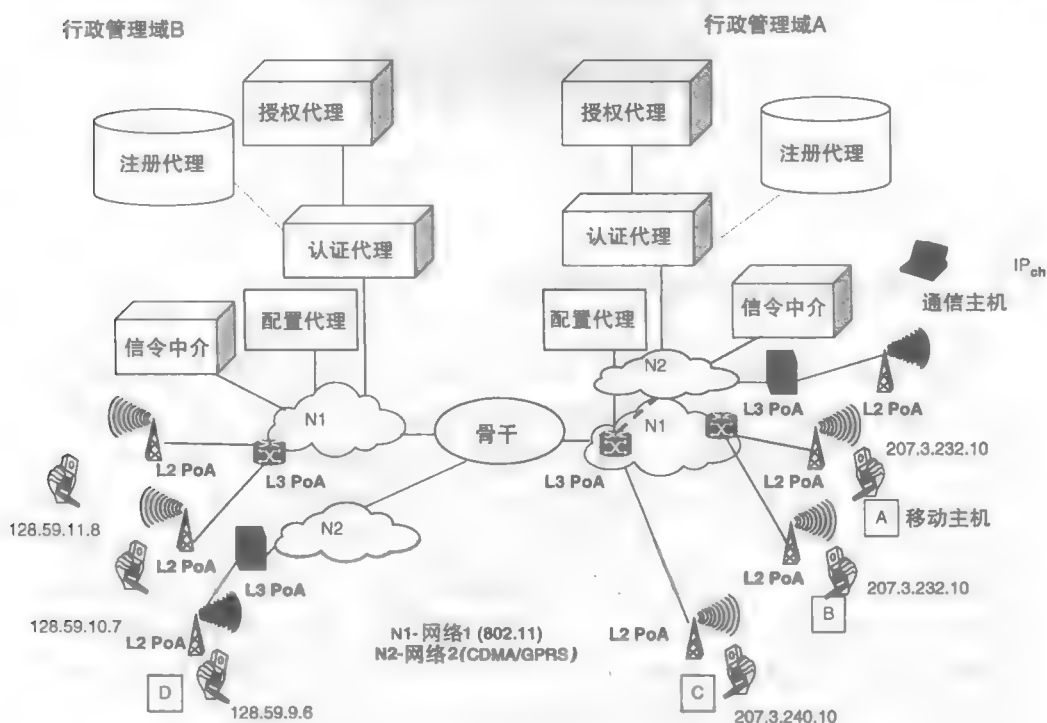 行政管理域B
行政管理域A
授权代理
授权代理
注册代理
注册代理
认证代理
认证代理
IPch
通信主机
配置代理
配置代理
信令中介
信令中介
N2
L3 PoA
L2 PoA
N1
骨干
N1
207.3.232.10
L2 PoA
L3 PoA
L3 PoA
L2 PoA
A
移动主机
N2
128.59.11.8
L2 PoA
L3 PoA
L2 PoA
207.3.232.10
B
128.59.10.7
L2 PoA
N1-网络1 (802.11)
N2-网络2(CDMA/GPRS)
L2 PoA
D
128.59.9.6
C
207.3.240.10